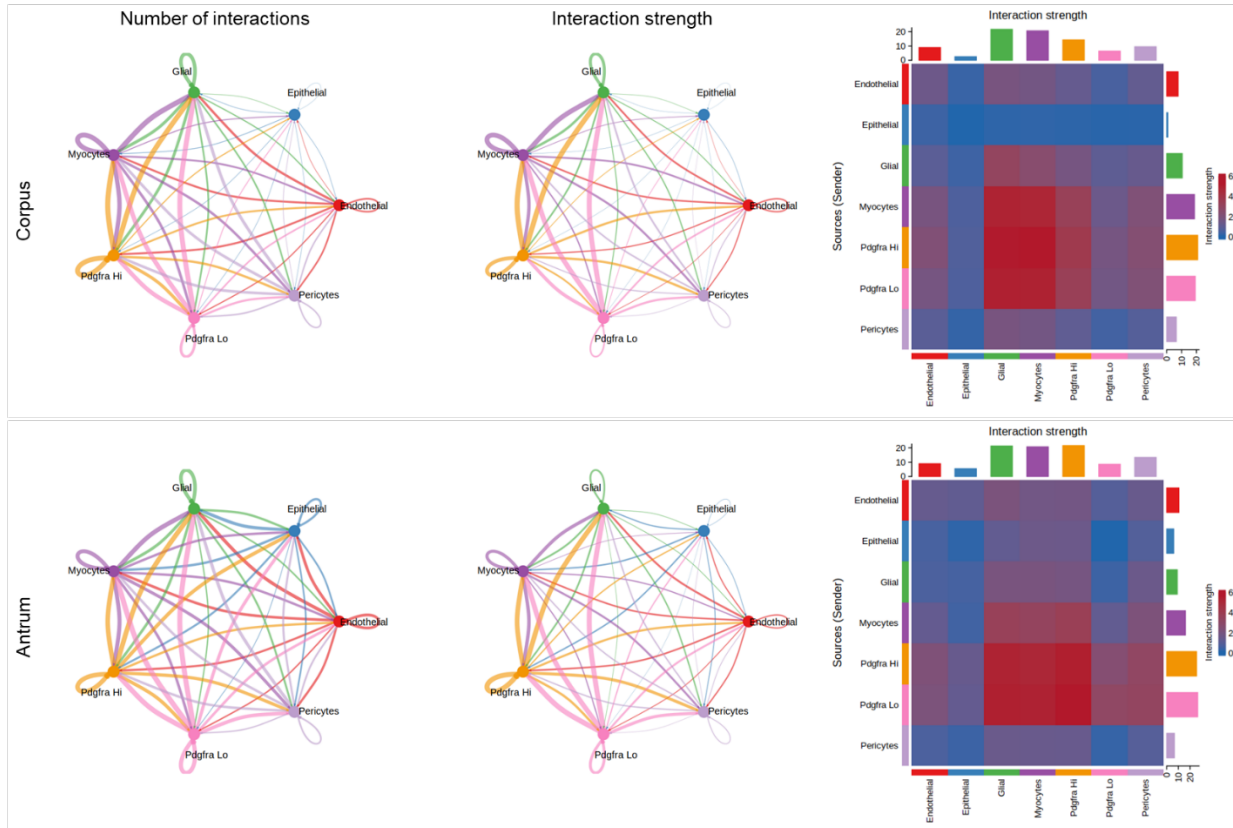 Number of interactions
Interaction strength
Corpus
Glial
Epithelial
Myocytes
Endothelial
Pdgfra Hi
Pericytes
Pdgfra Lo
Glial
Epithelial
Myocytes
Endothelial
Pdgfra Hi
Pericytes
Pdgfra Lo
Interaction strength
20
10
0
Sources (Sender)
Endothelial
Epithelial
Glial
Myocytes
Pdgfra Hi
Pdgfra Lo
Pericytes
0 10 20
Endothelial
Epithelial
Glial
Myocytes
Pdgfra Hi
Pdgfra Lo
Pericytes
Interaction strength
6
4
2
0
Antrum
Glial
Epithelial
Myocytes
Endothelial
Pdgfra Hi
Pericytes
Pdgfra Lo
Glial
Epithelial
Myocytes
Endothelial
Pdgfra Hi
Pericytes
Pdgfra Lo
Interaction strength
20
10
0
Sources (Sender)
Endothelial
Epithelial
Glial
Myocytes
Pdgfra Hi
Pdgfra Lo
Pericytes
0 10 20
Endothelial
Epithelial
Glial
Myocytes
Pdgfra Hi
Pdgfra Lo
Pericytes
Interaction strength
6
4
2
0